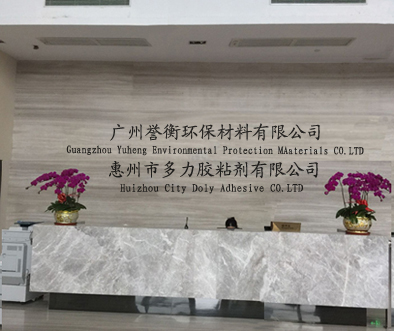 广州誉衡环保材料有限公司
Guangzhou Yuheng Environmental Protection MAaterials CO.LTD
惠州市多力胶粘剂有限公司
Huizhou City Doly Adhesive CO.LTD